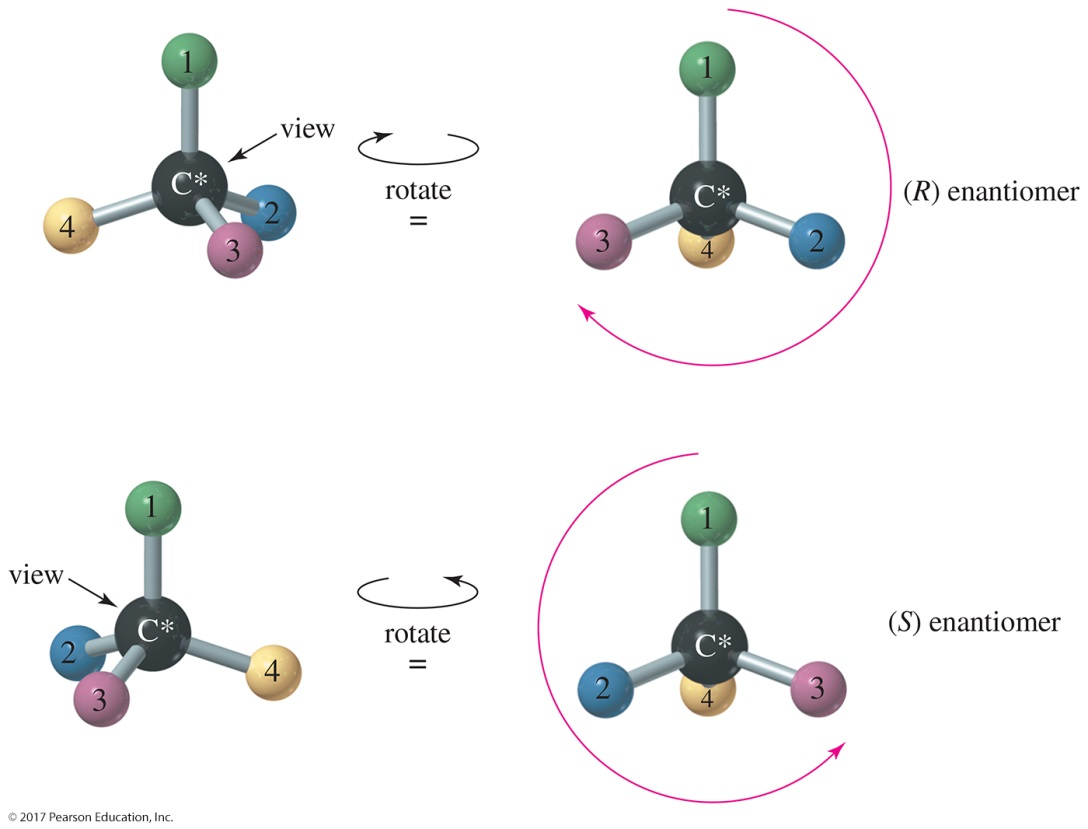 1
view
C*
4
2
3
rotate
=
1
C*
3
4
2
(R) enantiomer
1
view
C*
2
3
4
rotate
=
1
C*
2
4
3
(S) enantiomer
© 2017 Pearson Education, Inc.